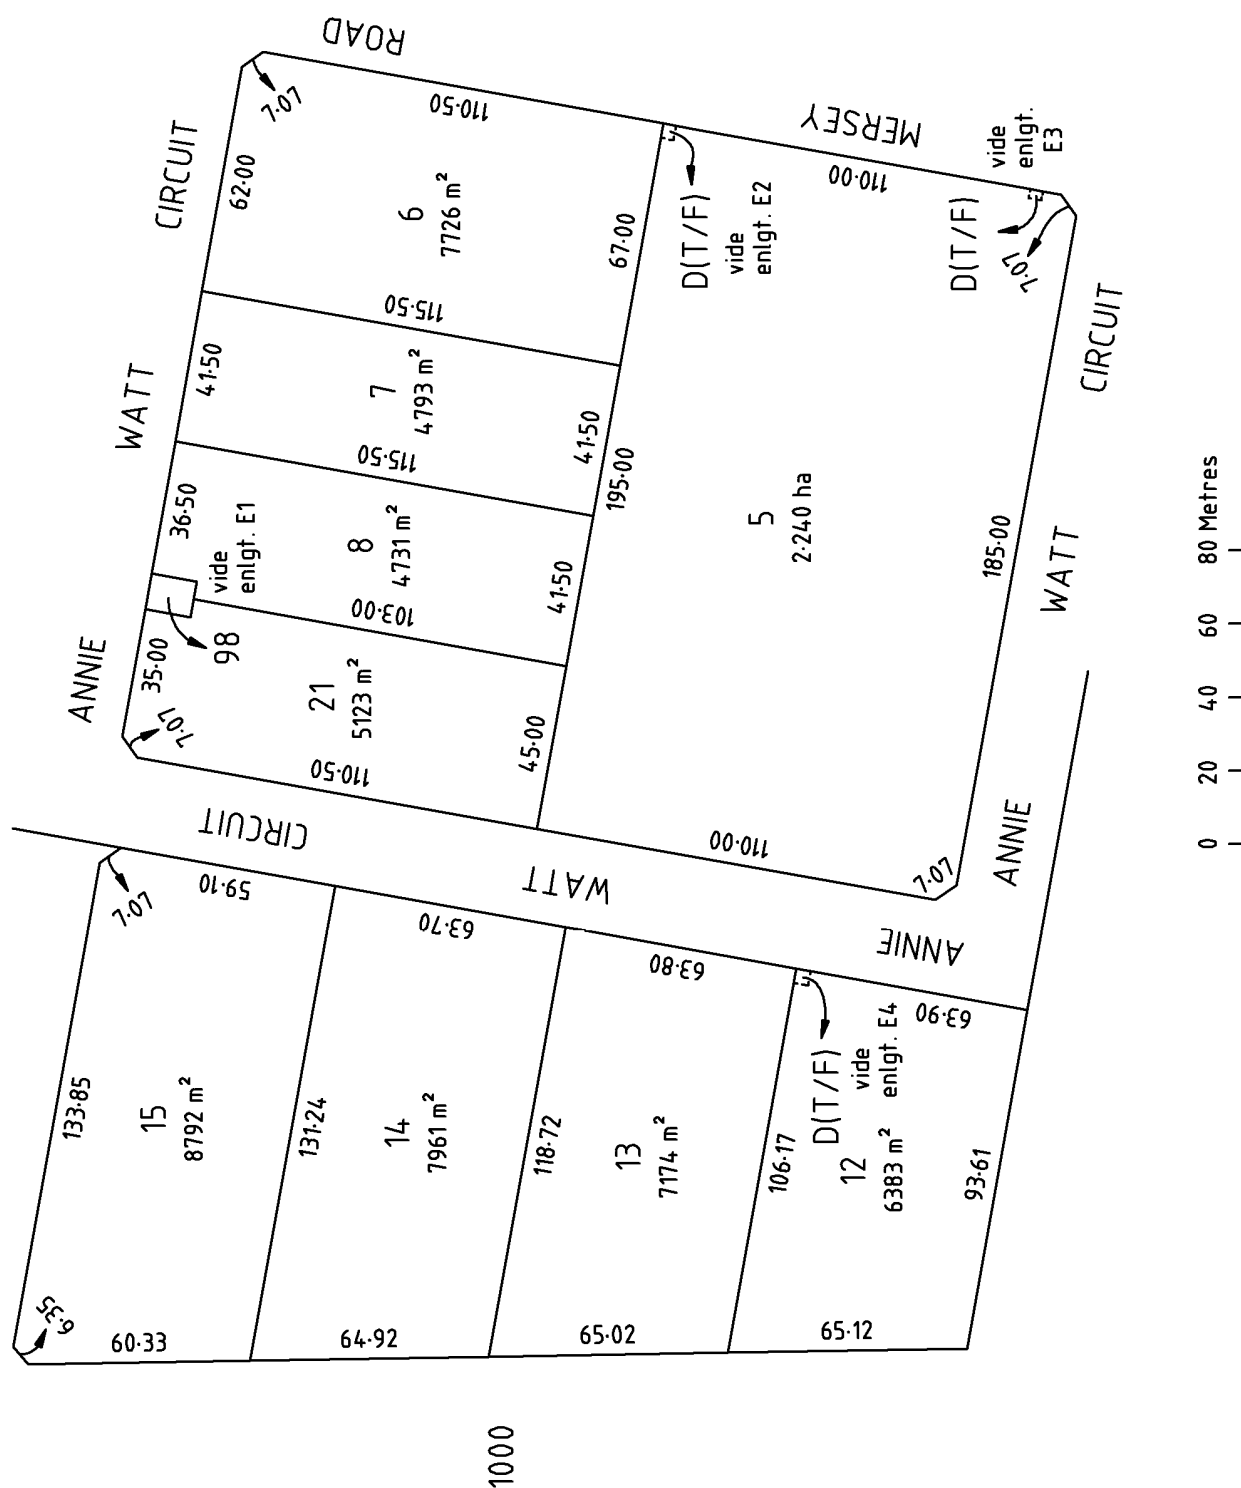 ROAD
MERSEY
CIRCUIT
WATT
ANNIE
7·07
62·00
110·50
6
7726 m²
67·00
115·50
41·50
7
4793 m²
41·50
115·50
36·50
vide
enlgt. E1
8
4731 m²
41·50
103·00
98
35·00
7·07
21
5123 m²
45·00
110·50
195·00
D(T/F)
vide
enlgt. E2
110·00
vide
enlgt.
E3
D(T/F)
7·07
5
2·240 ha
185·00
110·00
7·07
CIRCUIT
WATT
ANNIE
CIRCUIT
WATT
ANNIE
7·07
59·10
133·85
15
8792 m²
6·35
60·33
131·24
63·70
14
7961 m²
64·92
118·72
63·80
13
7174 m²
65·02
106·17
D(T/F)
vide
enlgt. E4
63·90
12
6383 m²
65·12
93·61
1000
0 20 40 60 80 Metres